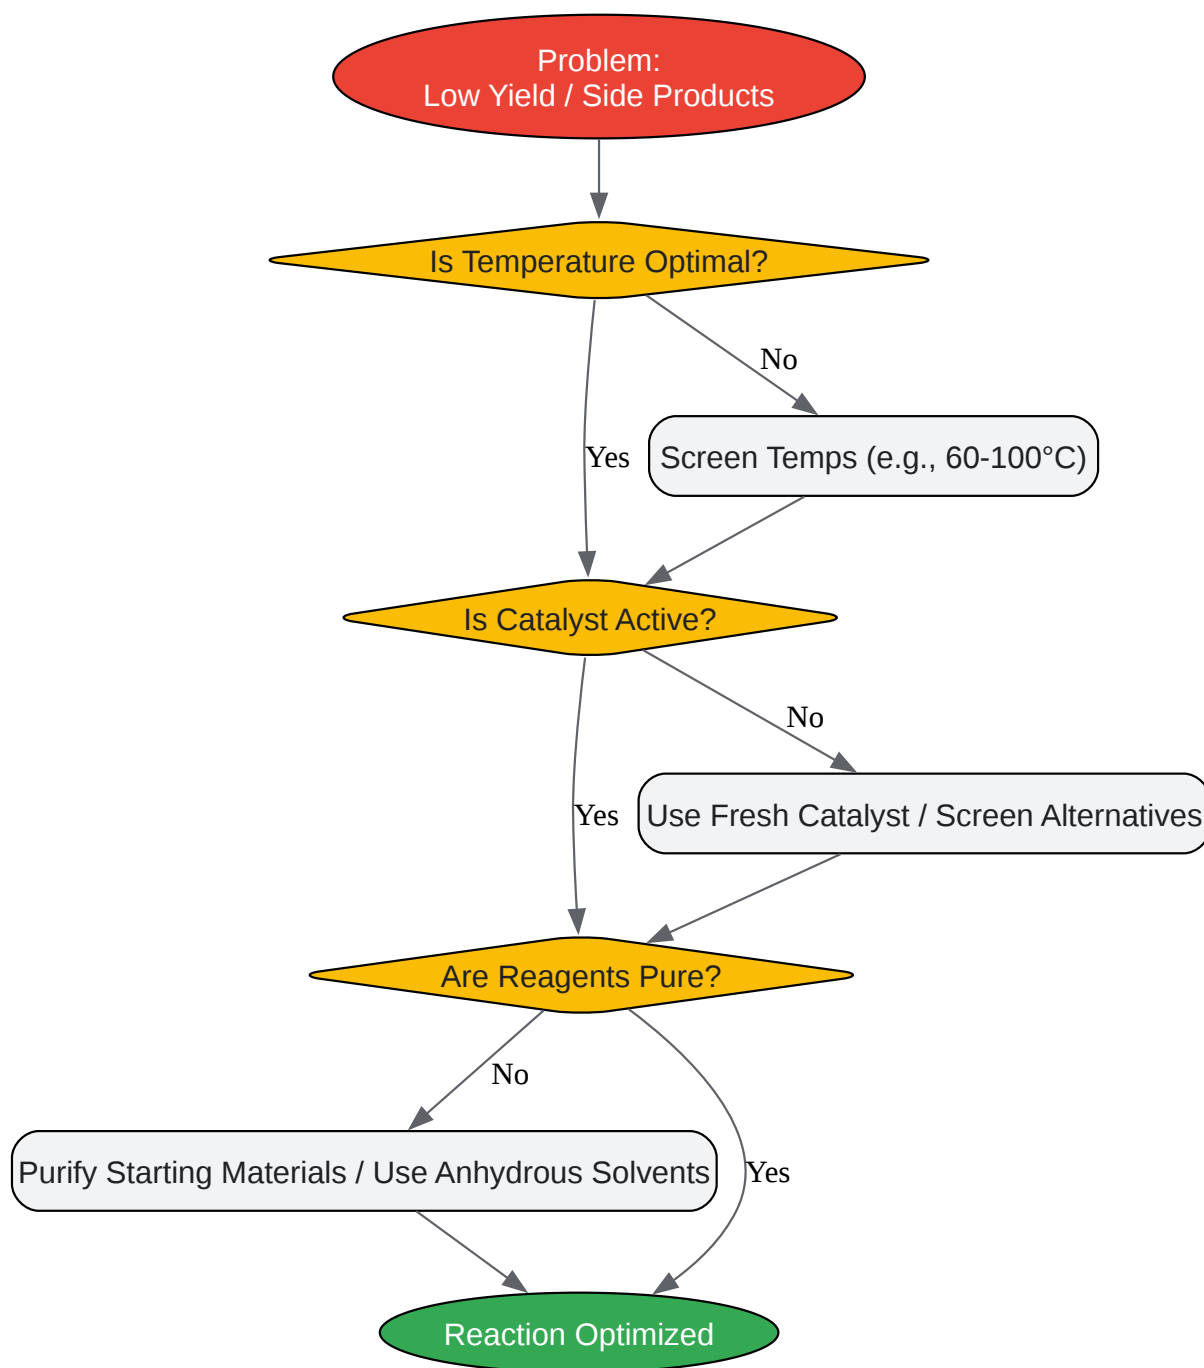 Problem:
Low Yield / Side Products
Is Temperature Optimal?
No
Yes
Screen Temps (e.g., 60-100°C)
Is Catalyst Active?
No
Yes
Use Fresh Catalyst / Screen Alternatives
Are Reagents Pure?
No
Purify Starting Materials / Use Anhydrous Solvents
Yes
Reaction Optimized